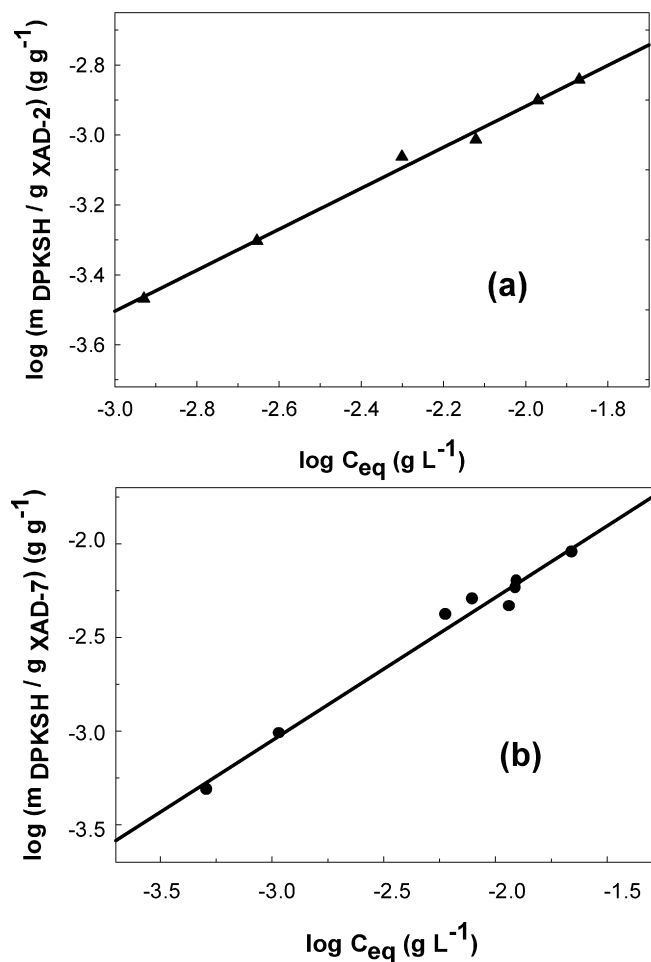 log (m DPKSH / g XAD-2) (g g-1)
-2.8
-3.0
-3.2
-3.4
-3.6
(a)
-3.0 -2.8 -2.6 -2.4 -2.2 -2.0 -1.8
log Ceq (g L-1)
log (m DPKSH / g XAD-7) (g g-1)
-2.0
-2.5
-3.0
-3.5
(b)
-3.5 -3.0 -2.5 -2.0 -1.5
log Ceq (g L-1)